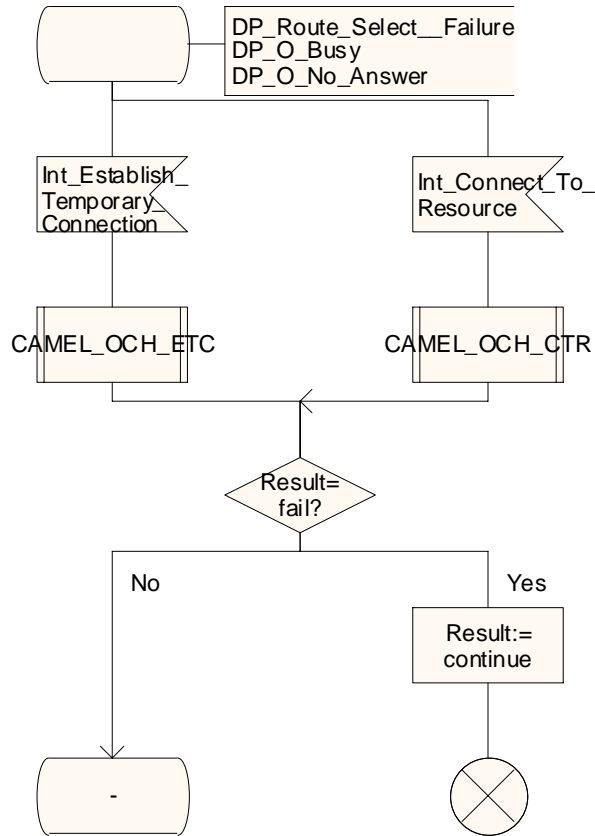 DP_Route_Select__Failure
DP_O_Busy
DP_O_No_Answer
Int_Establish_
Temporary_
Connection
Int_Connect_To_
Resource
CAMEL_OCH_ETC
CAMEL_OCH_CTR
Result=
fail?
No
Yes
Result:=
continue
-